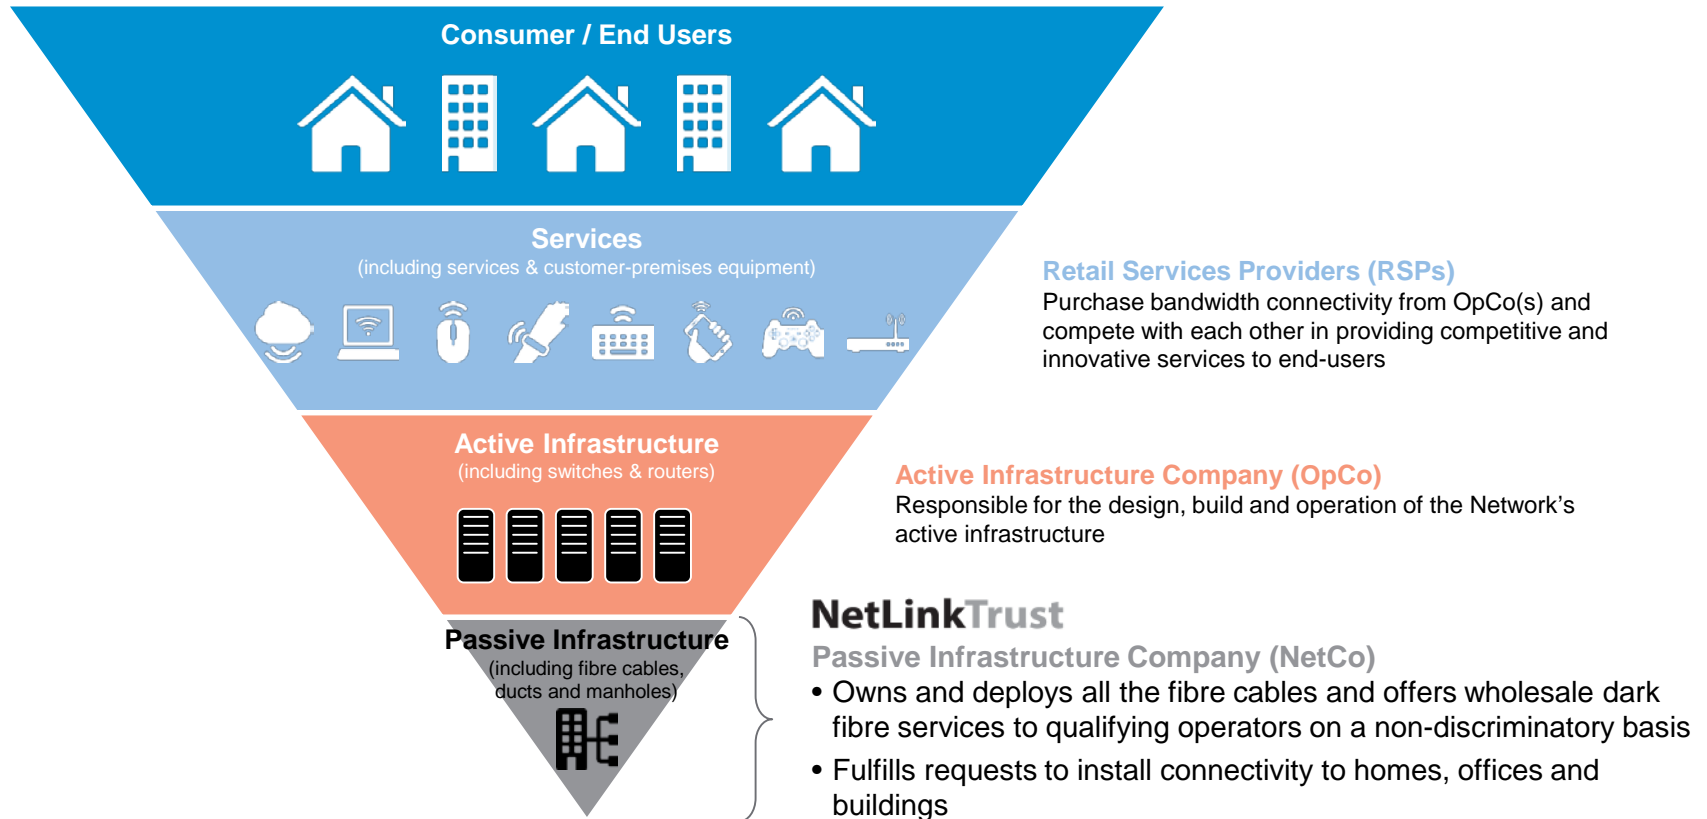 Consumer / End Users
Services
(including services & customer-premises equipment)
Retail Services Providers (RSPs)
Purchase bandwidth connectivity from OpCo(s) and
compete with each other in providing competitive and
innovative services to end-users
Active Infrastructure
(including switches & routers)
Active Infrastructure Company (OpCo)
Responsible for the design, build and operation of the Network’s
active infrastructure
Passive Infrastructure
(including fibre cables,
ducts and manholes)
NetLinkTrust
Passive Infrastructure Company (NetCo)
• Owns and deploys all the fibre cables and offers wholesale dark
fibre services to qualifying operators on a non-discriminatory basis
• Fulfills requests to install connectivity to homes, offices and
buildings